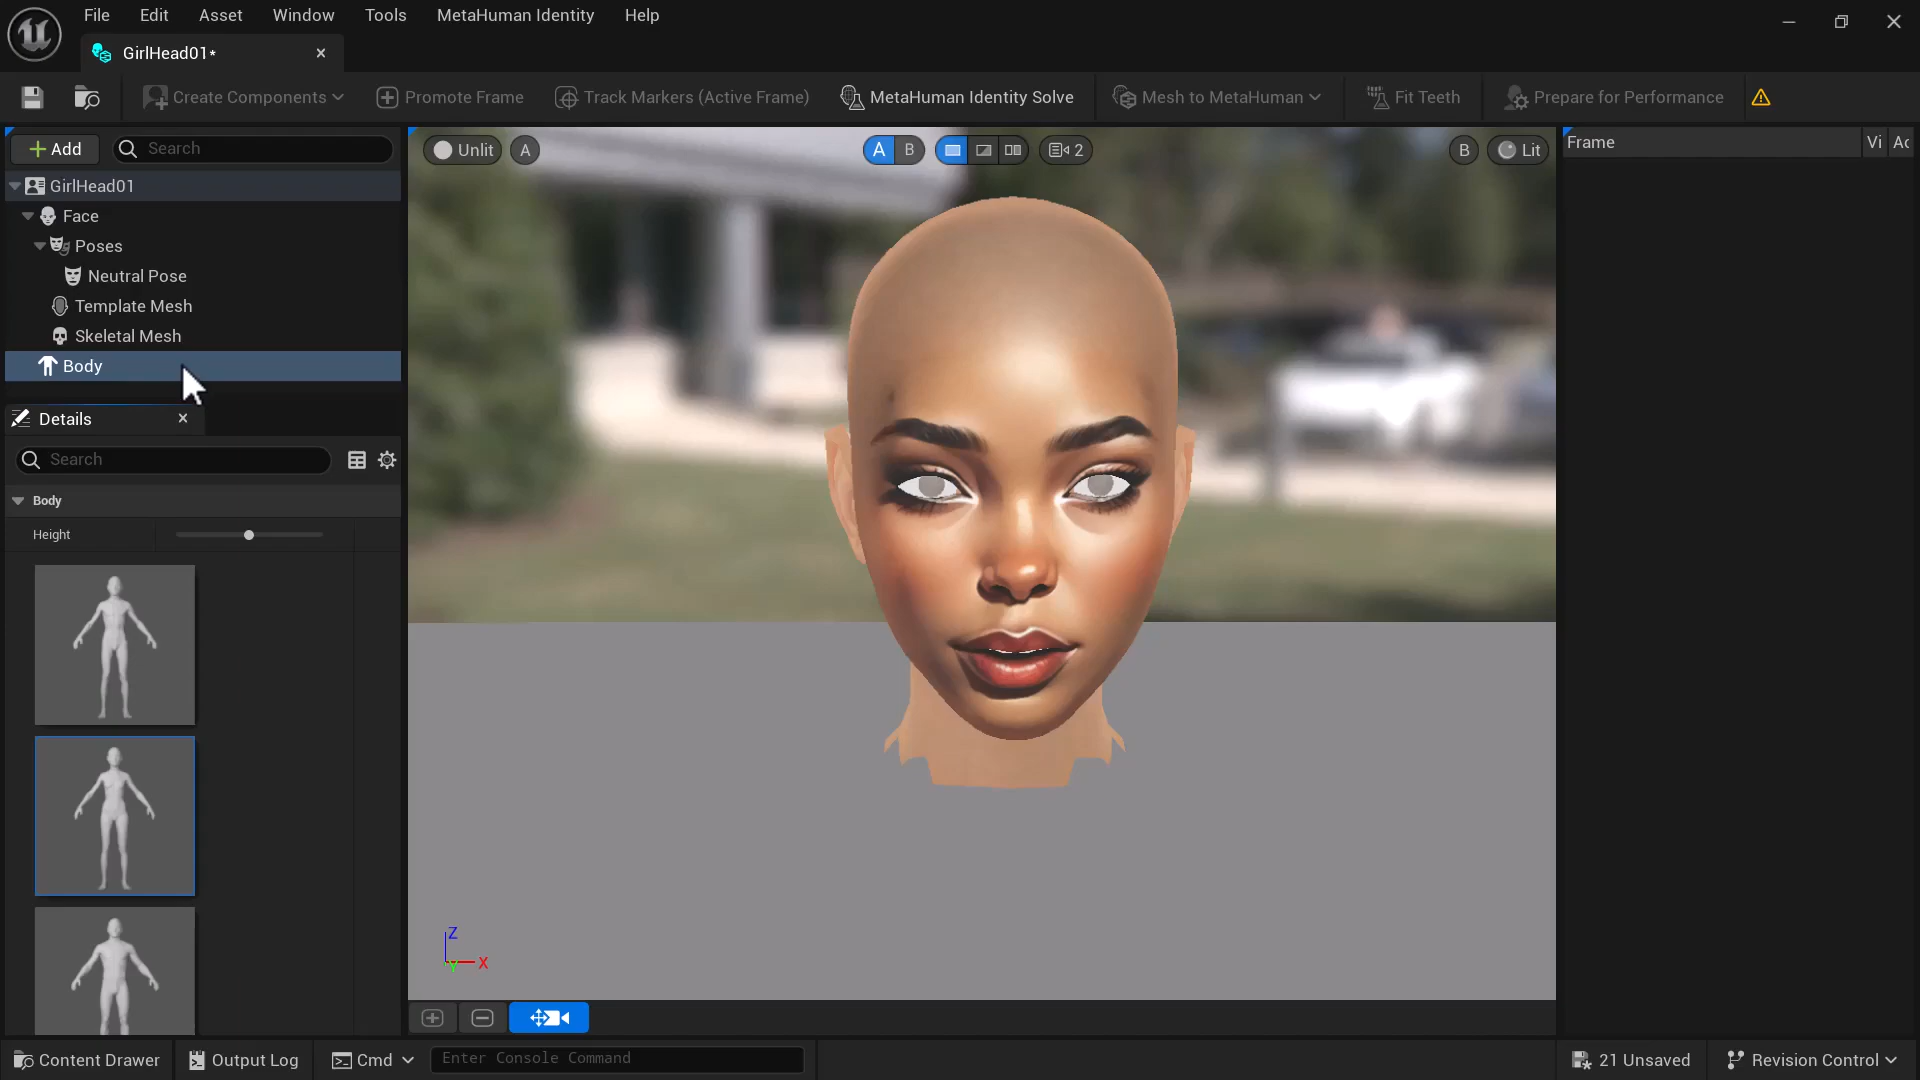 File Edit Asset Window Tools MetaHuman Identity Help
GirlHead01*
Create Components Promote Frame Track Markers (Active Frame) MetaHuman Identity Solve Mesh to MetaHuman Fit Teeth Prepare for Performance
Add Search
Unlit A A B 2 B Lit
Frame Vi Ac
GirlHead01
Face
Poses
Neutral Pose
Template Mesh
Skeletal Mesh
Body
Details
Search
Body
Height
Z
Y X
Content Drawer Output Log Cmd Enter Console Command 21 Unsaved Revision Control